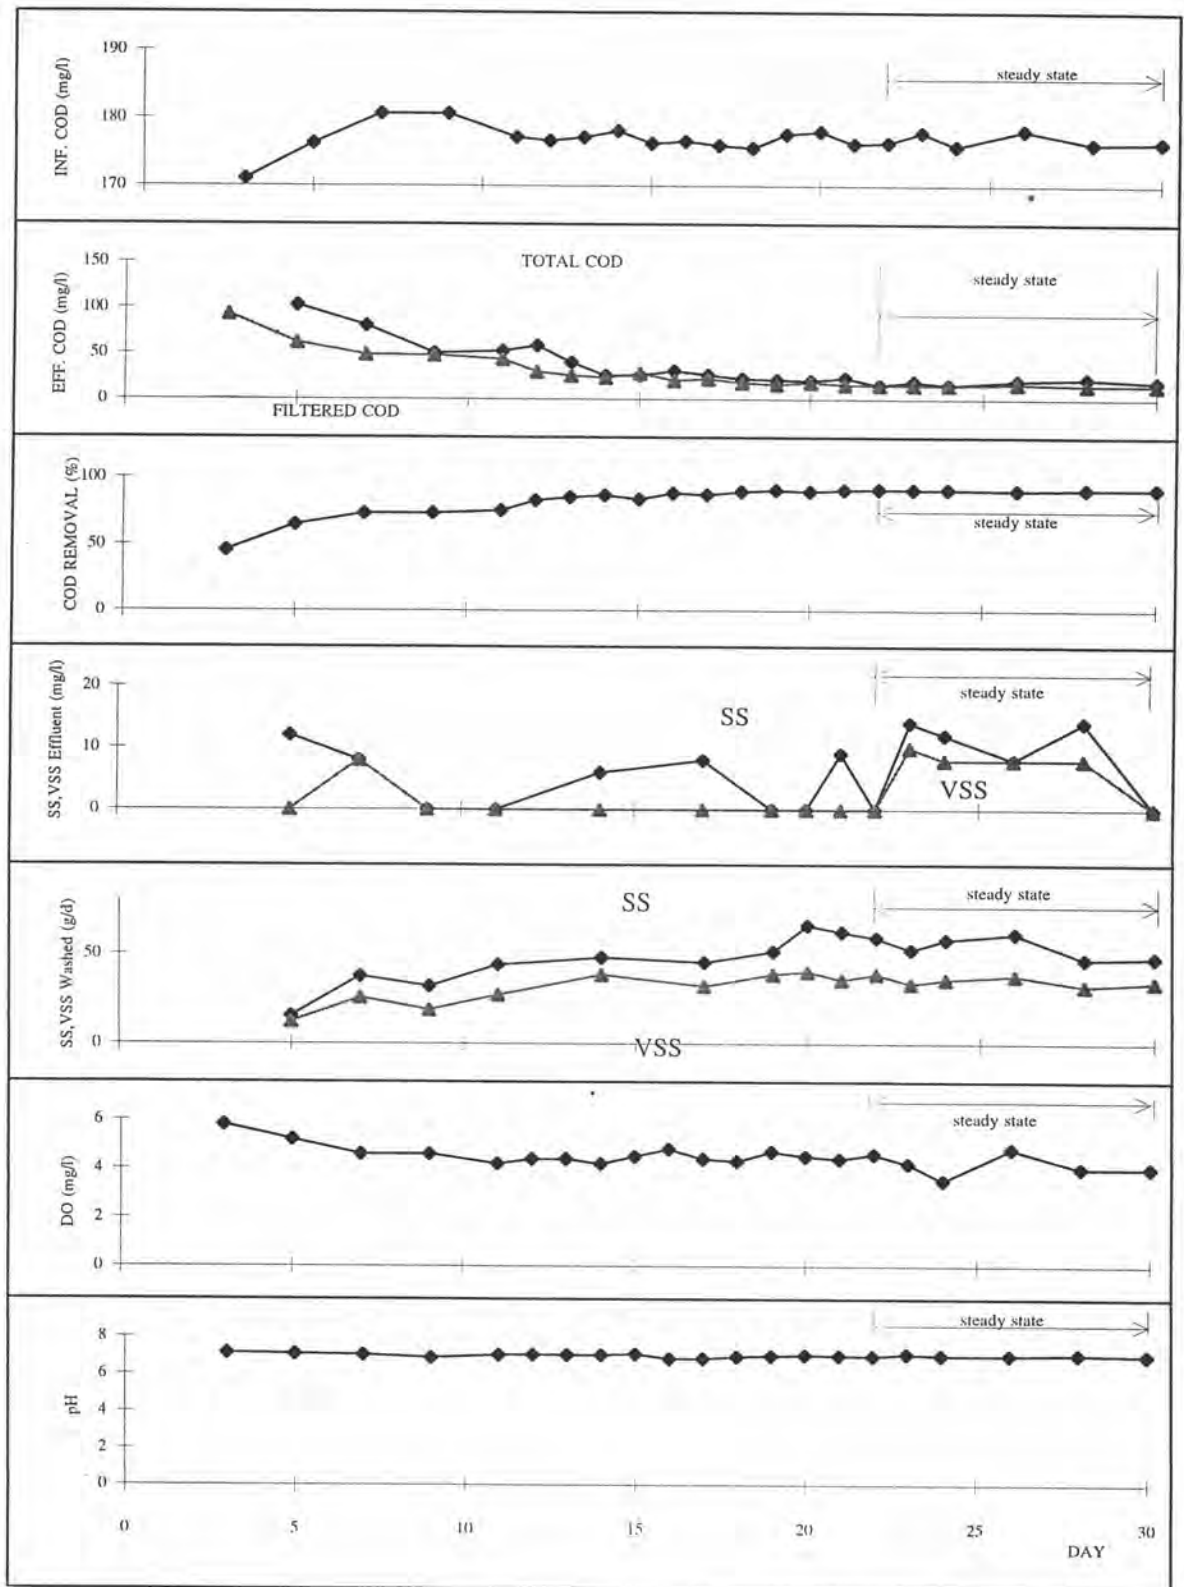 INF. COD (mg/l)
190
180
170
steady state
EFF. COD (mg/l)
150
100
50
0
TOTAL COD
steady state
FILTERED COD
COD REMOVAL (%)
100
50
0
steady state
SS,VSS Effluent (mg/l)
20
10
0
SS
steady state
VSS
SS,VSS Washed (g/d)
50
0
SS
steady state
VSS
DO (mg/l)
6
4
2
0
steady state
pH
8
6
4
2
0
steady state
0 5 10 15 20 25 30
DAY